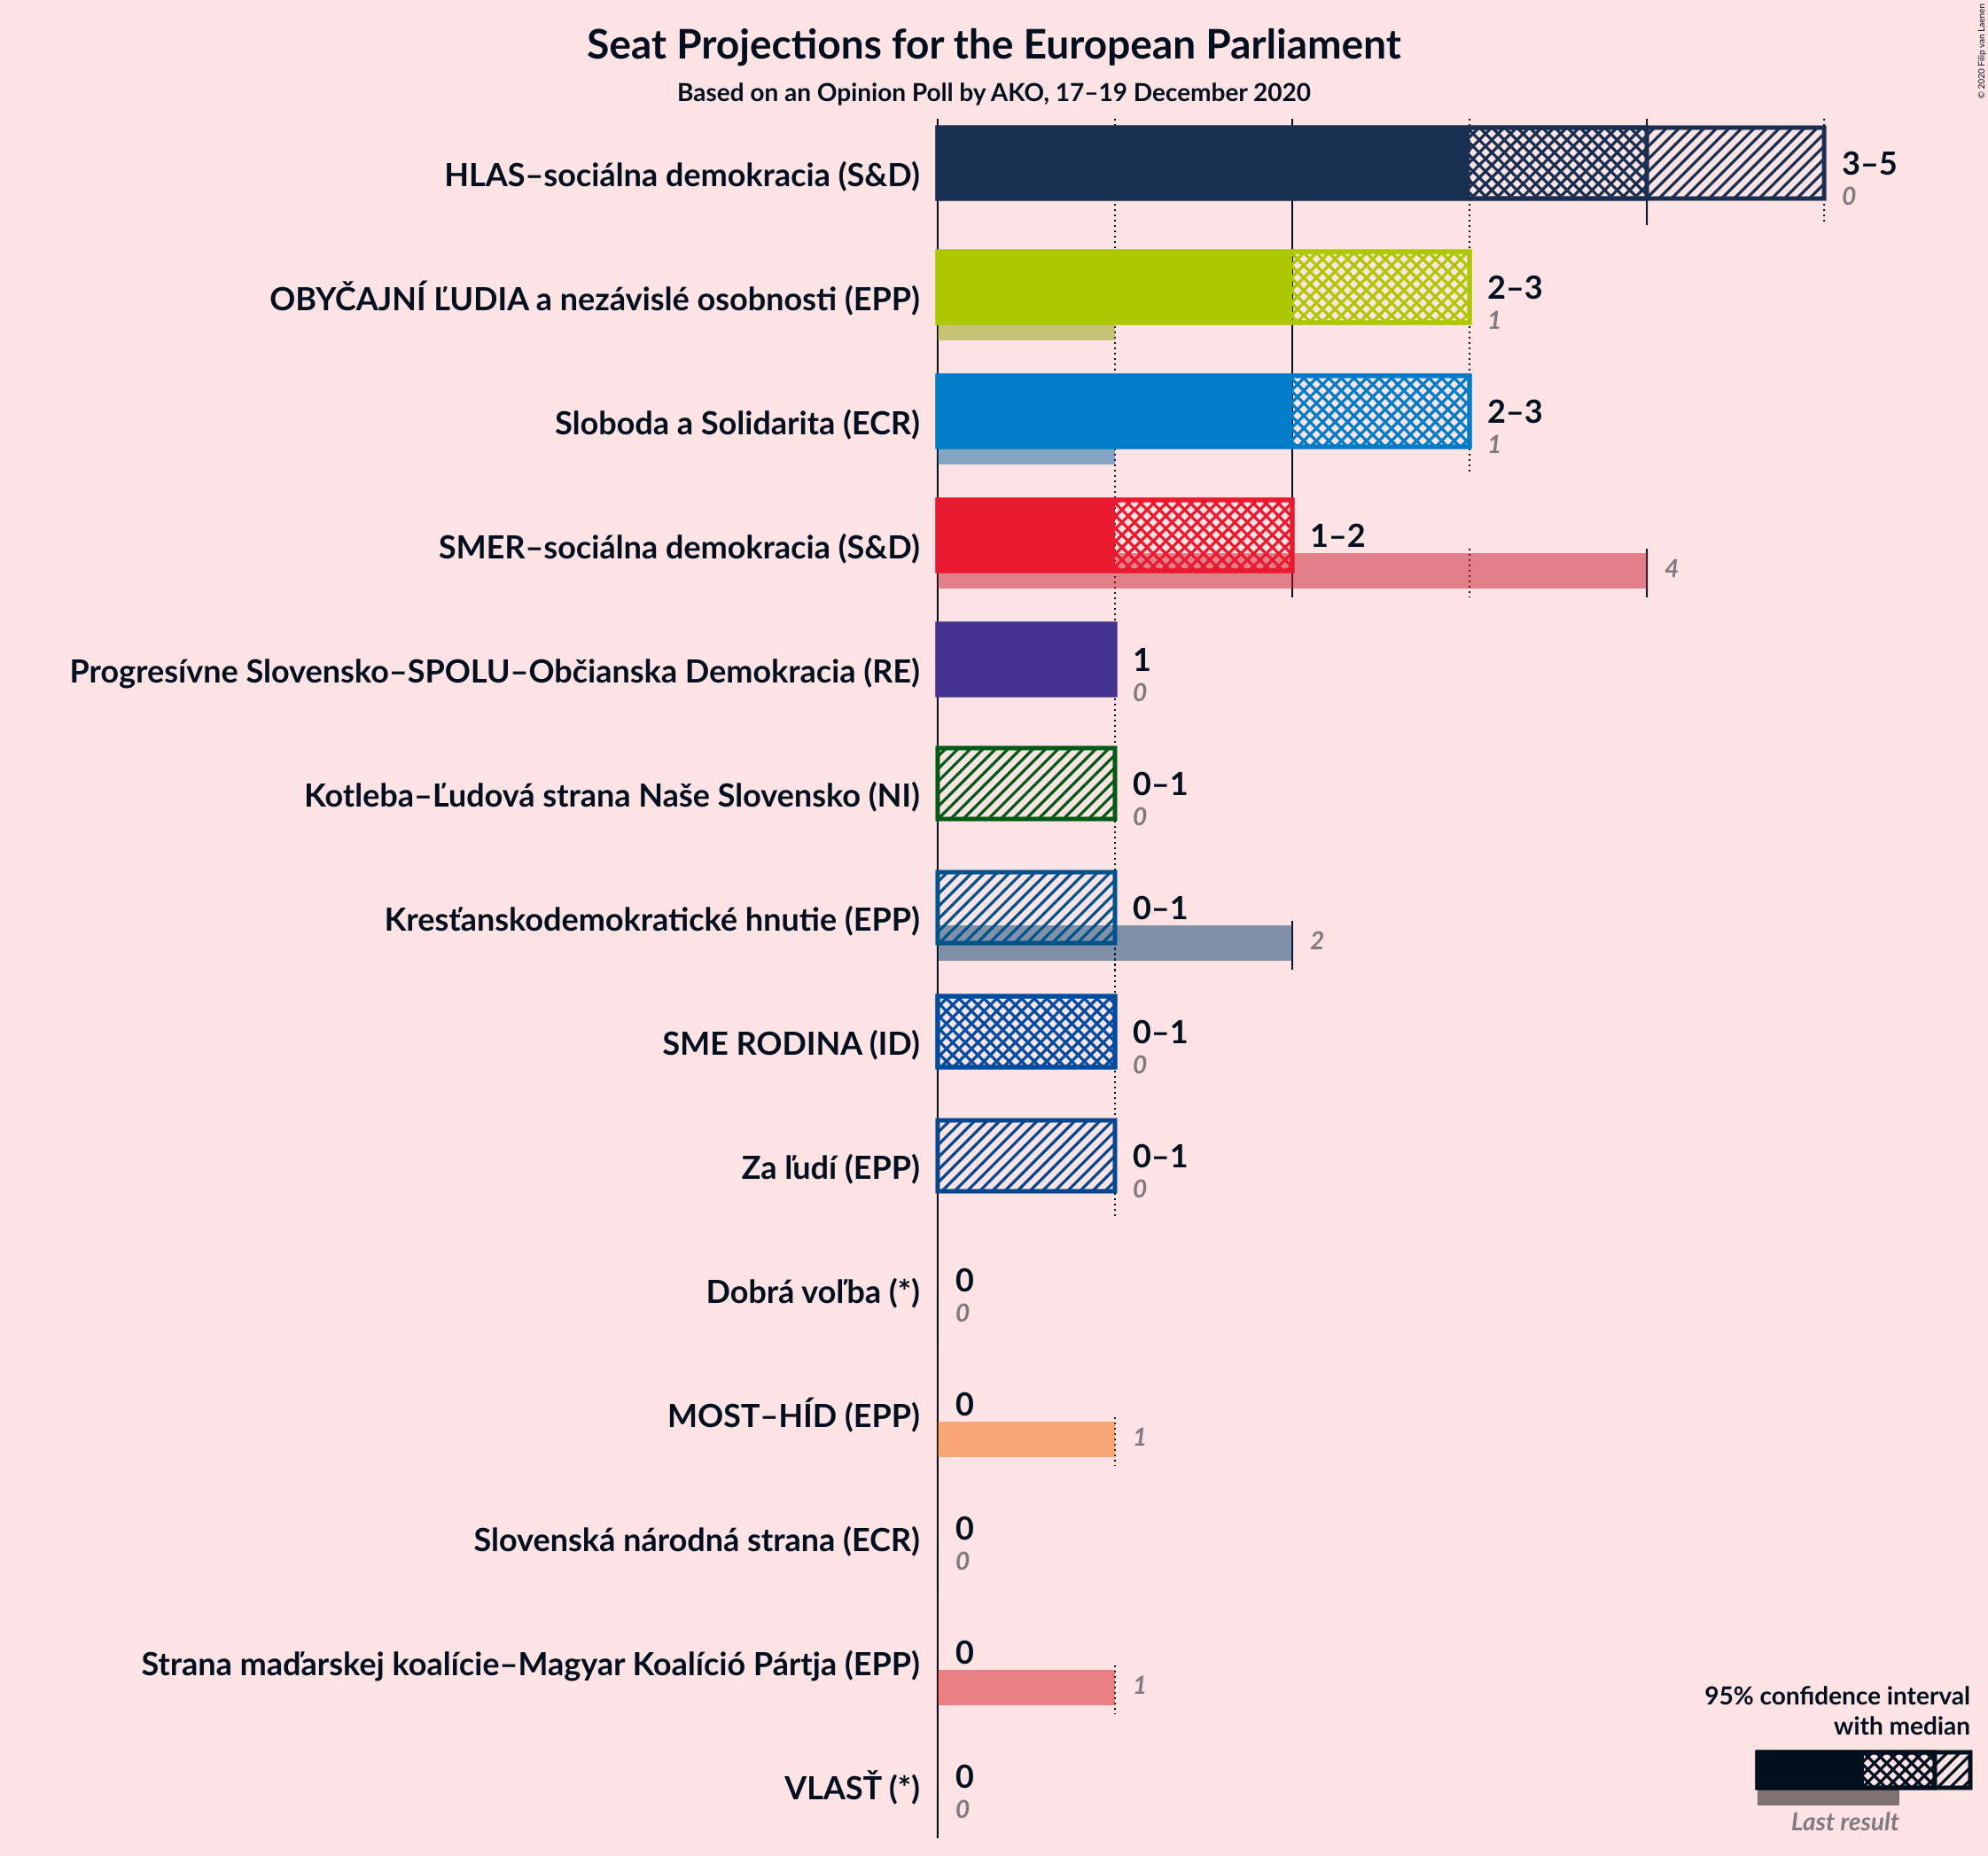 Seat Projections for the European Parliament
Based on an Opinion Poll by AKO, 17–19 December 2020
© 2020 Filip van Laenen
HLAS–sociálna demokracia (S&D)
3–5
0
OBYČAJNÍ ĽUDIA a nezávislé osobnosti (EPP)
2–3
1
Sloboda a Solidarita (ECR)
2–3
1
SMER–sociálna demokracia (S&D)
1–2
4
Progresívne Slovensko–SPOLU–Občianska Demokracia (RE)
1
0
Kotleba–Ľudová strana Naše Slovensko (NI)
0–1
0
Kresťanskodemokratické hnutie (EPP)
0–1
2
SME RODINA (ID)
0–1
0
Za ľudí (EPP)
0–1
0
Dobrá voľba (*)
0
0
MOST–HÍD (EPP)
0
1
Slovenská národná strana (ECR)
0
0
Strana maďarskej koalície–Magyar Koalíció Pártja (EPP)
0
1
VLASŤ (*)
0
0
95% confidence interval
with median
Last result